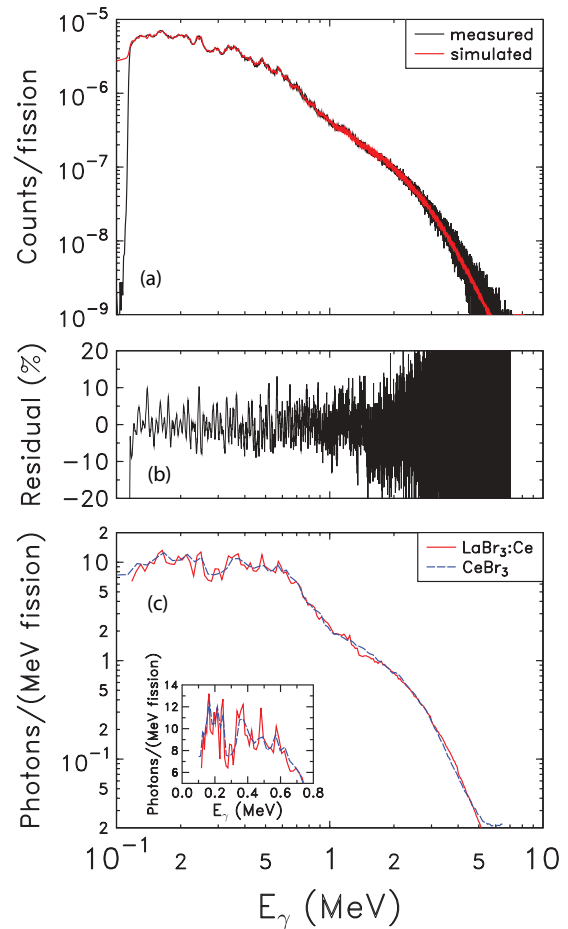 10⁻⁵
10⁻⁶
10⁻⁷
10⁻⁸
10⁻⁹
Counts/fission
measured
simulated
(a)
20
10
0
−10
−20
Residual (%)
(b)
2
10
5
2
1
5
2
10⁻¹
5
2
Photons/(MeV fission)
LaBr₃:Ce
CeBr₃
(c)
14
12
10
8
6
Photons/(MeV fission)
0.0 0.2 0.4 0.6 0.8
Eᵧ (MeV)
10⁻¹ 2 5 1 2 5 10
Eᵧ (MeV)